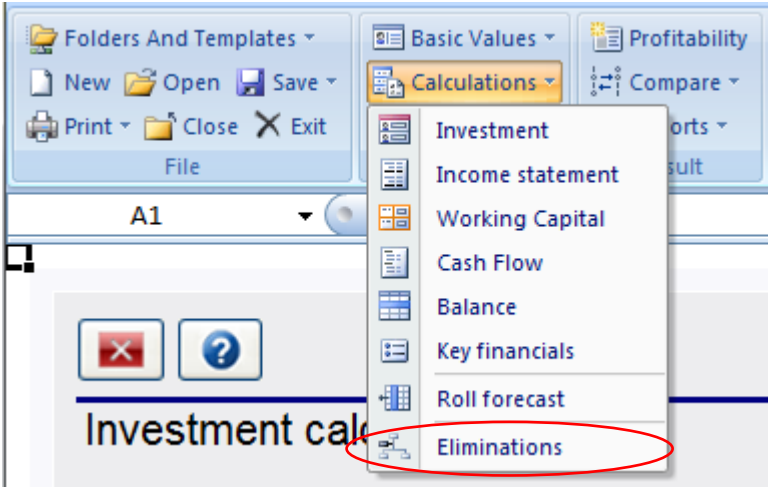 Folders And Templates Basic Values Profitability
New Open Save Calculations Compare
Print Close Exit orts
File sult
A1
Investment
Income statement
Working Capital
Cash Flow
Balance
Key financials
Roll forecast
Eliminations
Investment calc